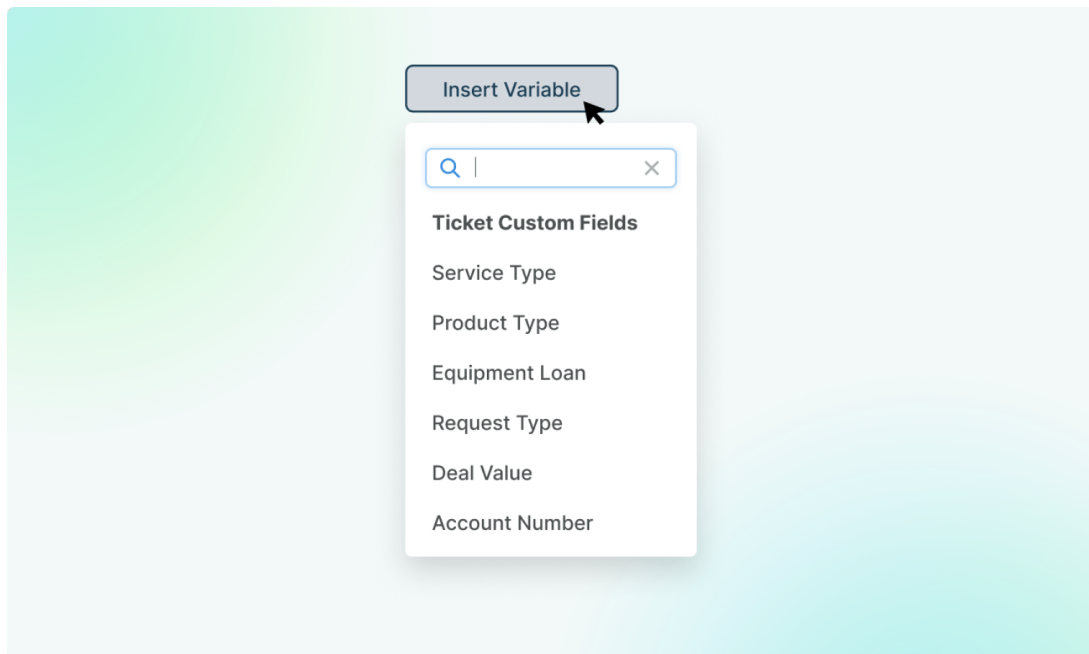 Insert Variable
Ticket Custom Fields
Service Type
Product Type
Equipment Loan
Request Type
Deal Value
Account Number